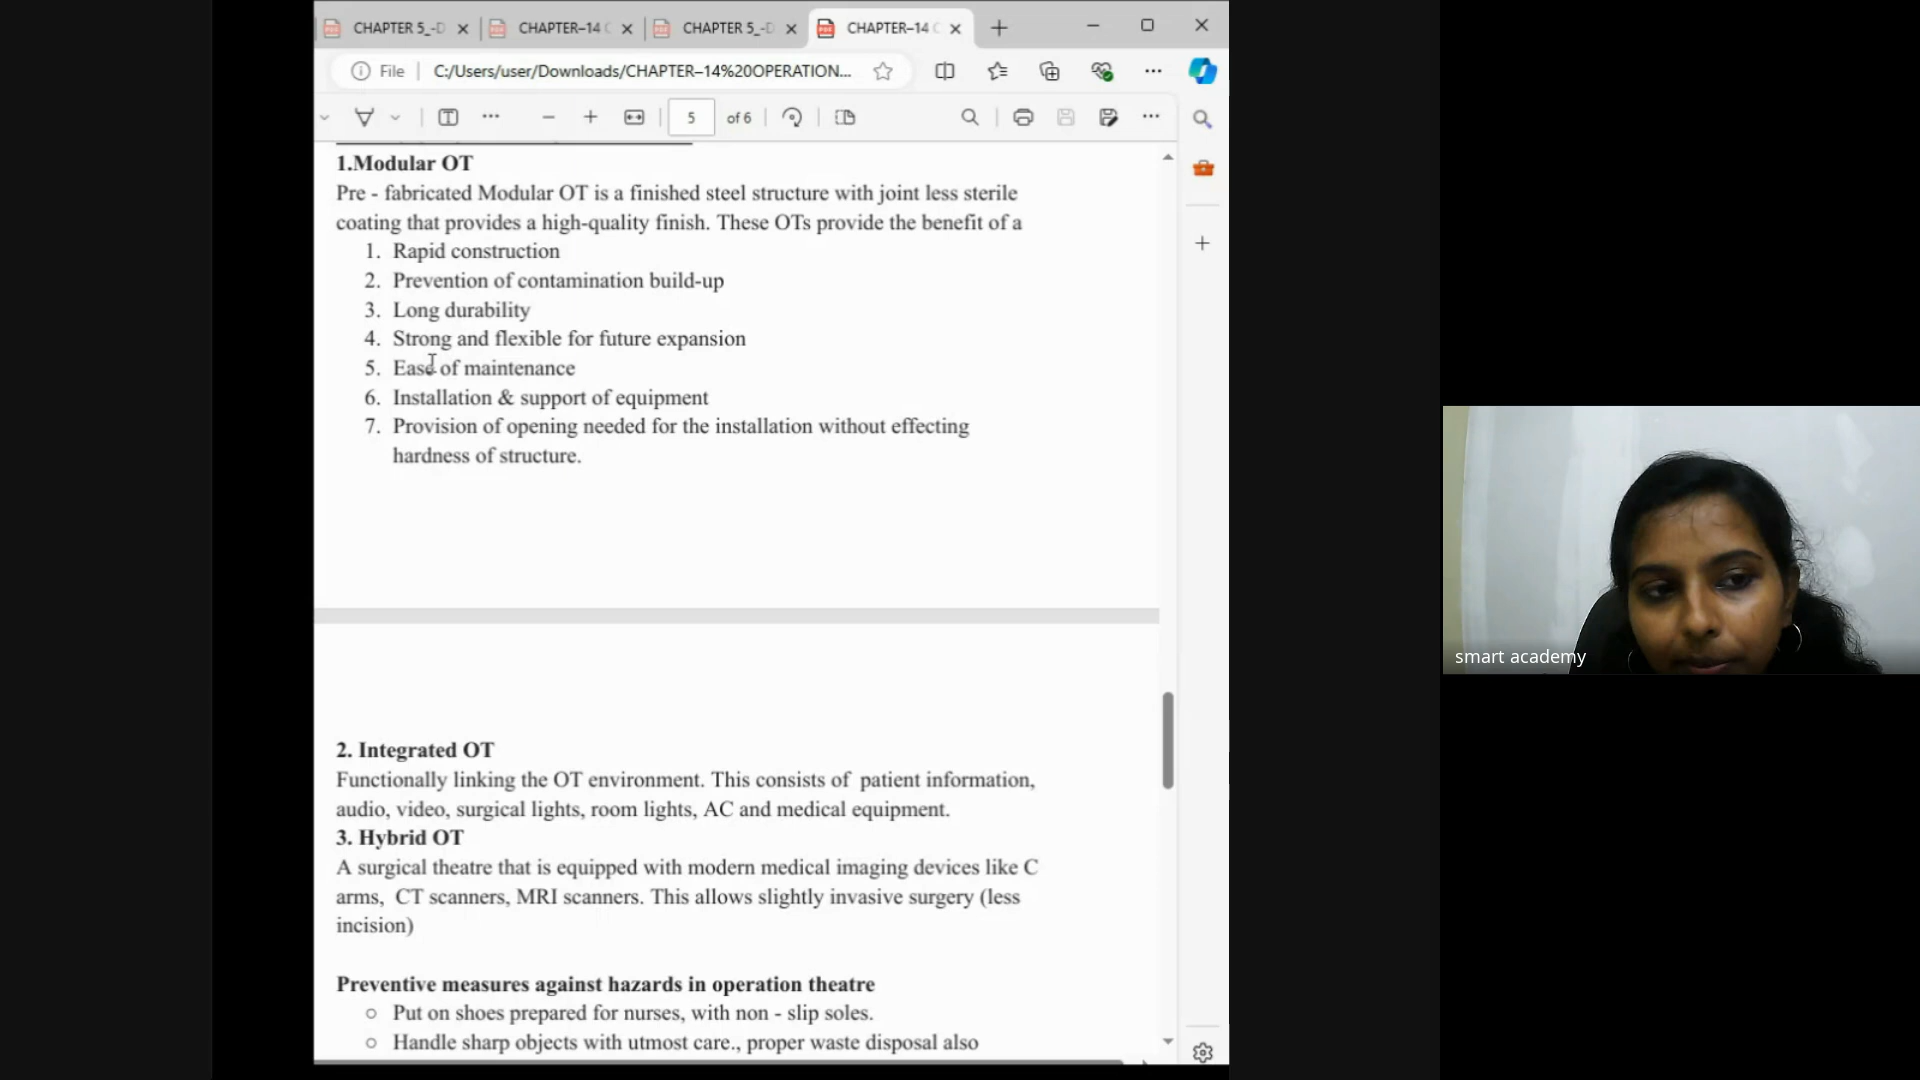 CHAPTER 5_-D
CHAPTER–14 C
CHAPTER 5_-D
CHAPTER–14 C
File
C:/Users/user/Downloads/CHAPTER–14%20OPERATION...
5
of 6
1.Modular OT
Pre - fabricated Modular OT is a finished steel structure with joint less sterile
coating that provides a high-quality finish. These OTs provide the benefit of a
1. Rapid construction
2. Prevention of contamination build-up
3. Long durability
4. Strong and flexible for future expansion
5. Ease of maintenance
6. Installation & support of equipment
7. Provision of opening needed for the installation without effecting
hardness of structure.
2. Integrated OT
Functionally linking the OT environment. This consists of patient information,
audio, video, surgical lights, room lights, AC and medical equipment.
3. Hybrid OT
A surgical theatre that is equipped with modern medical imaging devices like C
arms, CT scanners, MRI scanners. This allows slightly invasive surgery (less
incision)
Preventive measures against hazards in operation theatre
○ Put on shoes prepared for nurses, with non - slip soles.
○ Handle sharp objects with utmost care., proper waste disposal also
smart academy